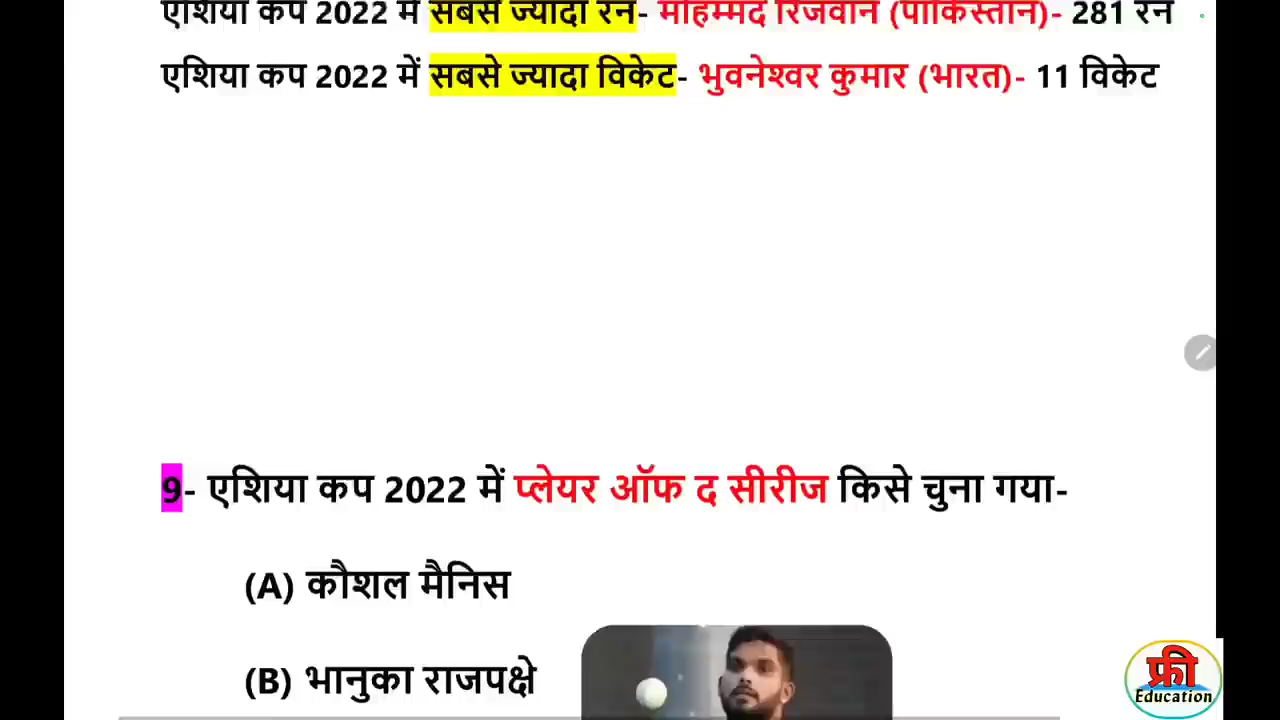 एशिया कप 2022 में सबसे ज्यादा रन- मोहम्मद रिजवान (पाकिस्तान)- 281 रन
एशिया कप 2022 में सबसे ज्यादा विकेट- भुवनेश्वर कुमार (भारत)- 11 विकेट
9- एशिया कप 2022 में प्लेयर ऑफ द सीरीज किसे चुना गया-
(A) कौशल मैनिस
(B) भानुका राजपक्षे
फ्री
Education